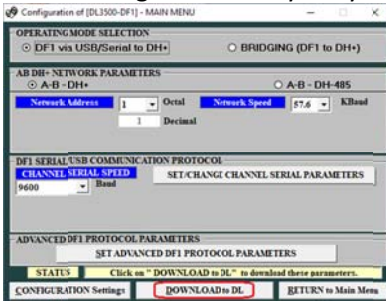 Configuration of [DL3500-DF1] - MAIN MENU
OPERATING MODE SELECTION
DF1 via USB/Serial to DH+
BRIDGING (DF1 to DH+)
AB DH+ NETWORK PARAMETERS
A-B -DH+
A-B - DH-485
Network Address 1 Octal Network Speed 57.6 KBaud
1 Decimal
DF1 SERIAL/USB COMMUNICATION PROTOCOL
CHANNEL SERIAL SPEED
9600 Baud
SET/CHANGE CHANNEL SERIAL PARAMETERS
ADVANCED DF1 PROTOCOL PARAMETERS
SET ADVANCED DF1 PROTOCOL PARAMETERS
STATUS Click on " DOWNLOAD to DL" to download these parameters.
CONFIGURATION Settings DOWNLOAD to DL RETURN to Main Menu